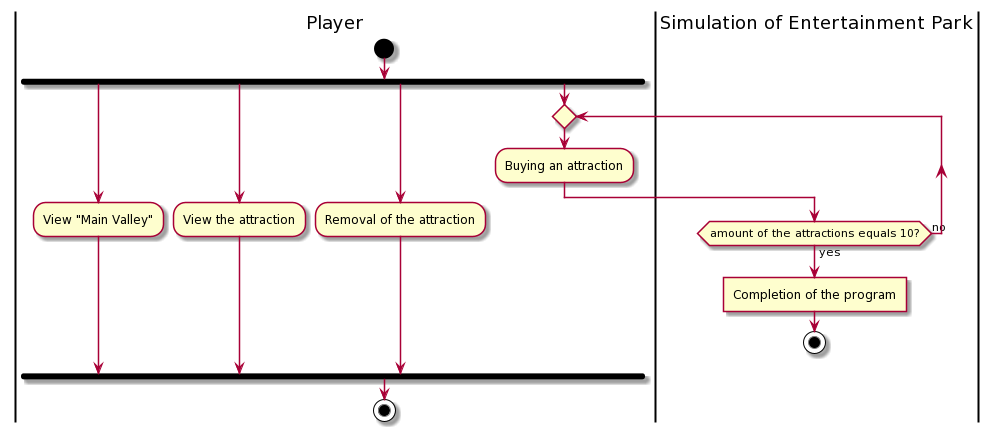 Player
Simulation of Entertainment Park
Buying an attraction
View "Main Valley"
View the attraction
Removal of the attraction
amount of the attractions equals 10?
no
yes
Completion of the program